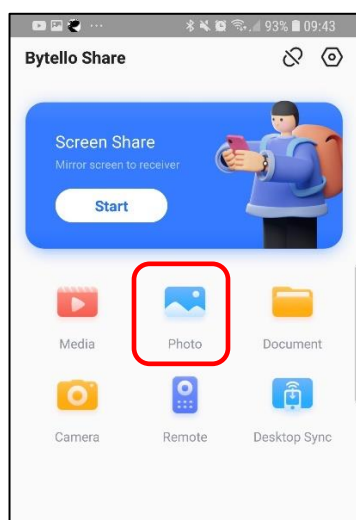 93% 09:43
Bytello Share
Screen Share
Mirror screen to receiver
Start
Media Photo Document
Camera Remote Desktop Sync